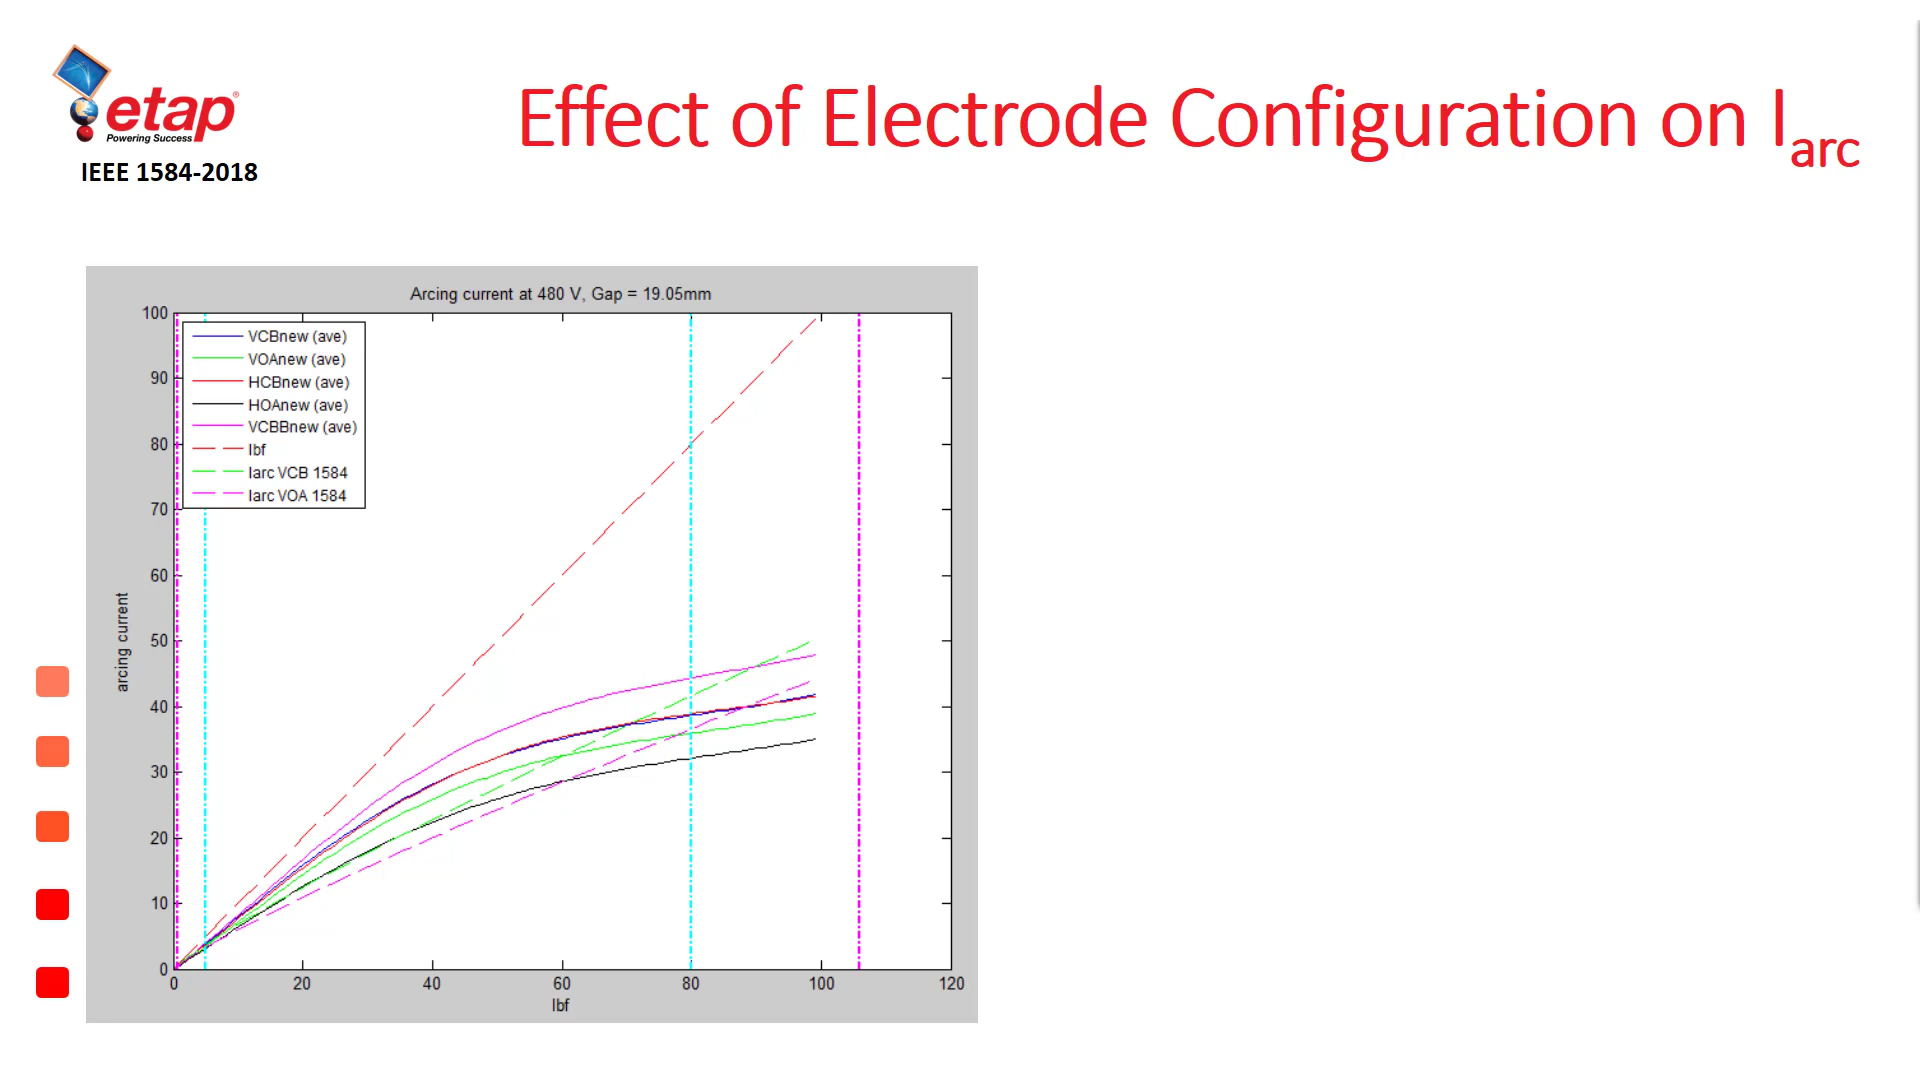 etap®
Powering Success
IEEE 1584-2018
Effect of Electrode Configuration on Iarc
Arcing current at 480 V, Gap = 19.05mm
100
90
80
70
60
50
40
30
20
10
0
VCBnew (ave)
VOAnew (ave)
HCBnew (ave)
HOAnew (ave)
VCBBnew (ave)
Ibf
Iarc VCB 1584
Iarc VOA 1584
arcing current
0 20 40 60 80 100 120
Ibf